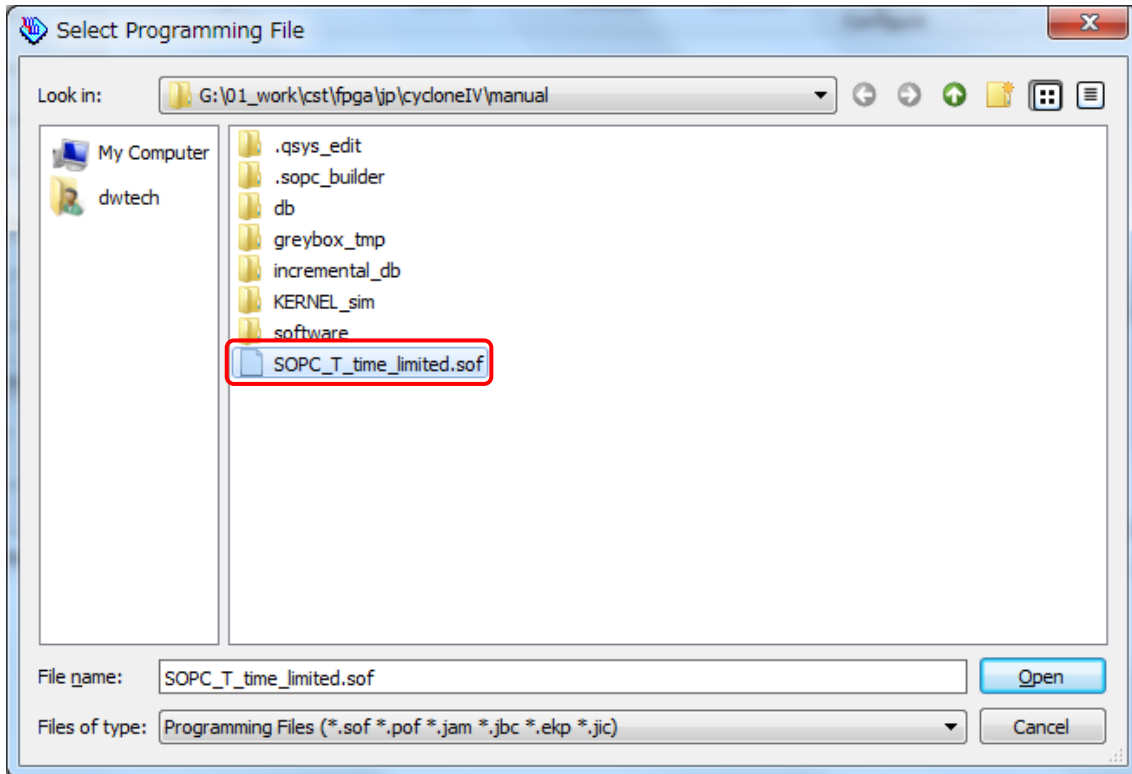 Select Programming File
Look in: G:\01_work\cst\fpga\jp\cycloneIV\manual
My Computer
dwtech
.qsys_edit
.sopc_builder
db
greybox_tmp
incremental_db
KERNEL_sim
software
SOPC_T_time_limited.sof
File name: SOPC_T_time_limited.sof Open
Files of type: Programming Files (*.sof *.pof *.jam *.jbc *.ekp *.jic) Cancel